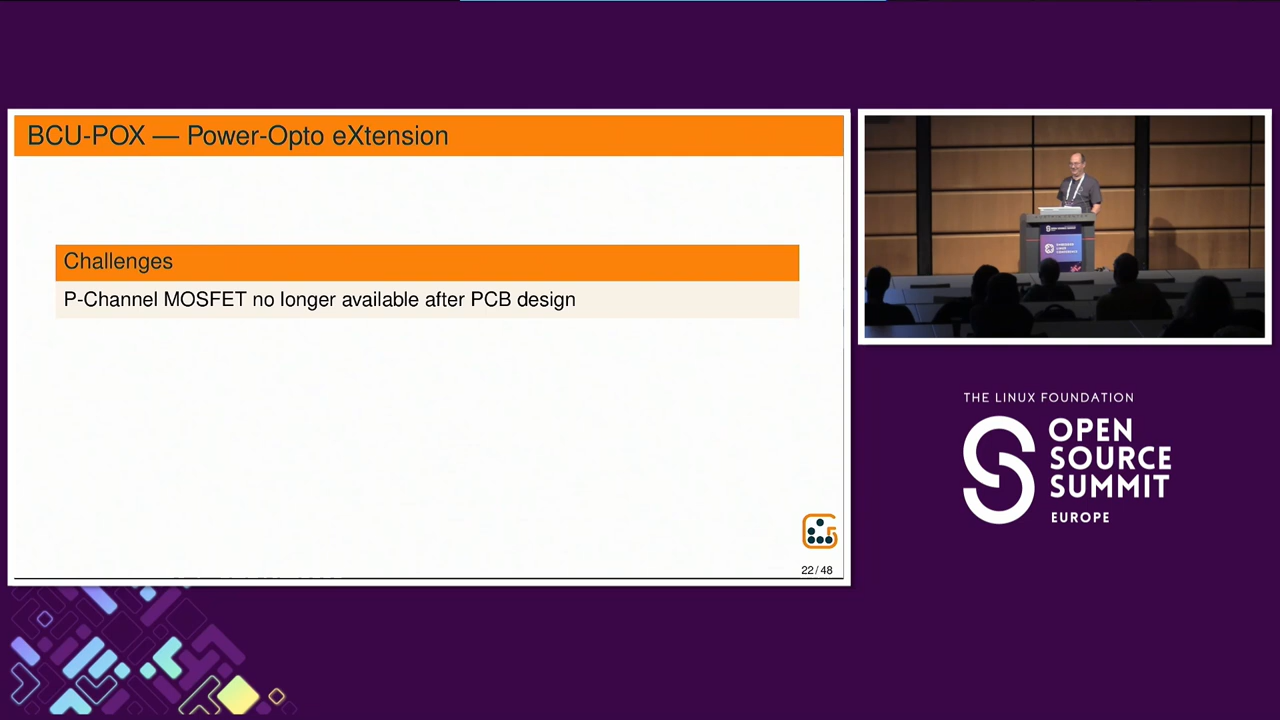 BCU-POX — Power-Opto eXtension
Challenges
P-Channel MOSFET no longer available after PCB design
22 / 48
THE LINUX FOUNDATION
OPEN
SOURCE
SUMMIT
EUROPE